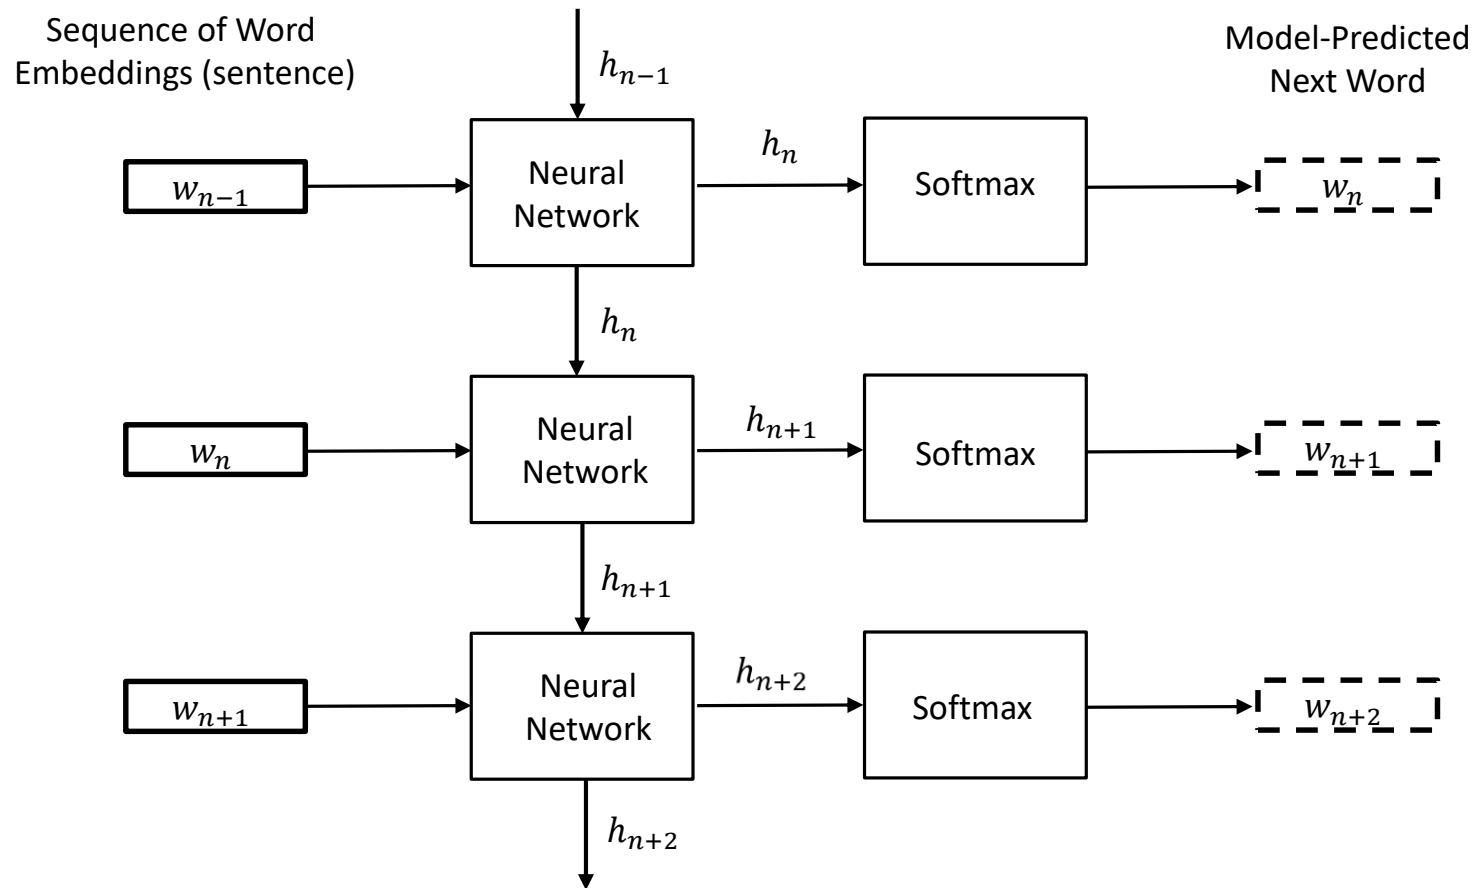 Sequence of Word
Embeddings (sentence)
Model-Predicted
Next Word
h_{n−1}
w_{n−1}
Neural
Network
h_n
Softmax
w_n
h_n
w_n
Neural
Network
h_{n+1}
Softmax
w_{n+1}
h_{n+1}
w_{n+1}
Neural
Network
h_{n+2}
Softmax
w_{n+2}
h_{n+2}